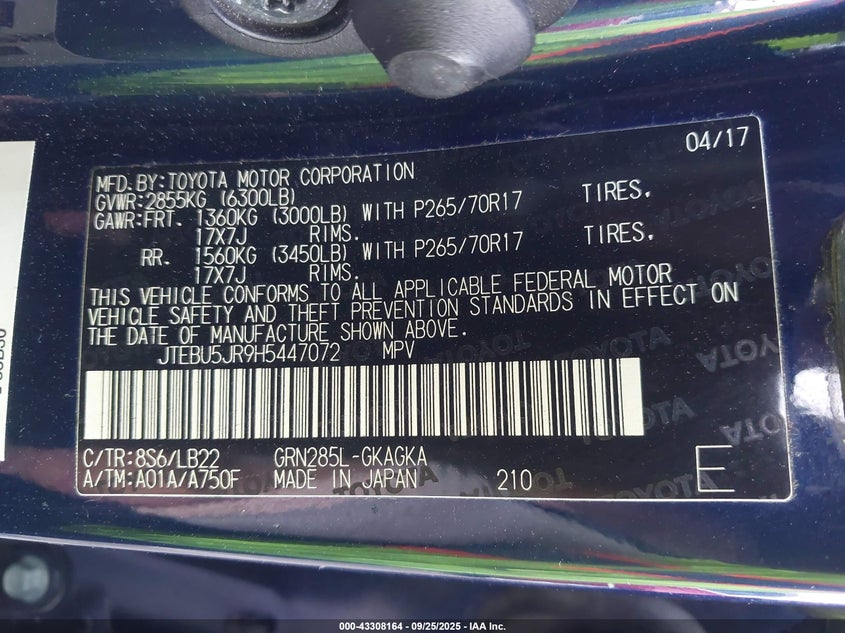 04/17
MFD. BY:TOYOTA MOTOR CORPORATION
GVWR:2855KG (6300LB)
GAWR:FRT. 1360KG (3000LB) WITH P265/70R17 TIRES,
17X7J RIMS.
RR. 1560KG (3450LB) WITH P265/70R17 TIRES,
17X7J RIMS.
THIS VEHICLE CONFORMS TO ALL APPLICABLE FEDERAL MOTOR
VEHICLE SAFETY AND THEFT PREVENTION STANDARDS IN EFFECT ON
THE DATE OF MANUFACTURE SHOWN ABOVE.
JTEBU5JR9H5447072 MPV
C/TR:8S6/LB22 GRN285L-GKAGKA
A/TM:A01A/A750F MADE IN JAPAN 210 E
TOYOTA
000-43308164 - 09/25/2025 - IAA Inc.